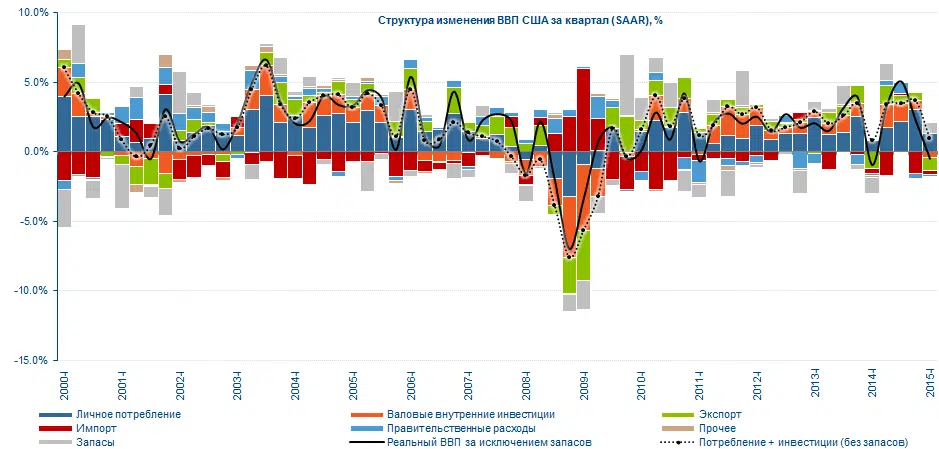 Структура изменения ВВП США за квартал (SAAR), %
10.0%
5.0%
0.0%
-5.0%
-10.0%
-15.0%
2000-I 2001-I 2002-I 2003-I 2004-I 2005-I 2006-I 2007-I 2008-I 2009-I 2010-I 2011-I 2012-I 2013-I 2014-I 2015-I
Личное потребление Валовые внутренние инвестиции Экспорт
Импорт Правительственные расходы Прочее
Запасы Реальный ВВП за исключением запасов Потребление + инвестиции (без запасов)